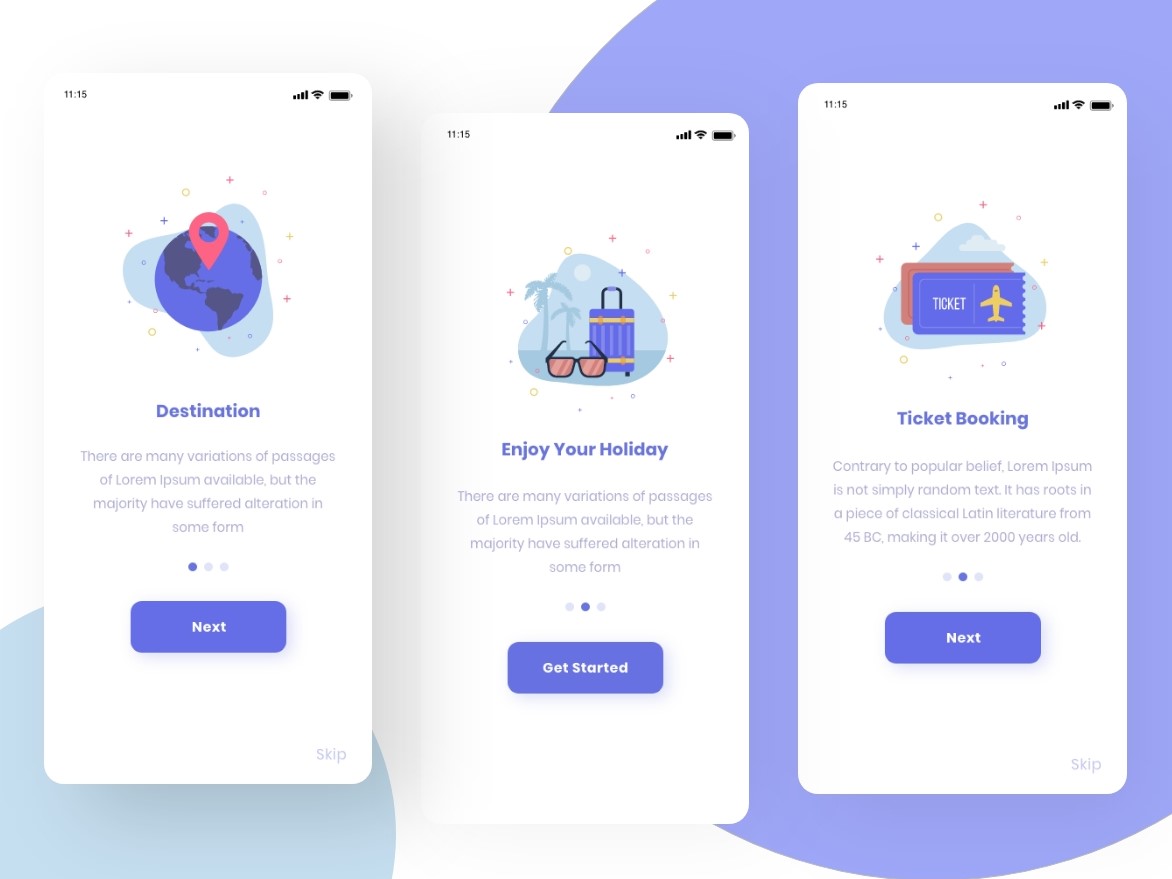 11:15
Destination
There are many variations of passages
of Lorem Ipsum available, but the
majority have suffered alteration in
some form
Next
Skip
11:15
Enjoy Your Holiday
There are many variations of passages
of Lorem Ipsum available, but the
majority have suffered alteration in
some form
Get Started
11:15
TICKET
Ticket Booking
Contrary to popular belief, Lorem Ipsum
is not simply random text. It has roots in
a piece of classical Latin literature from
45 BC, making it over 2000 years old.
Next
Skip